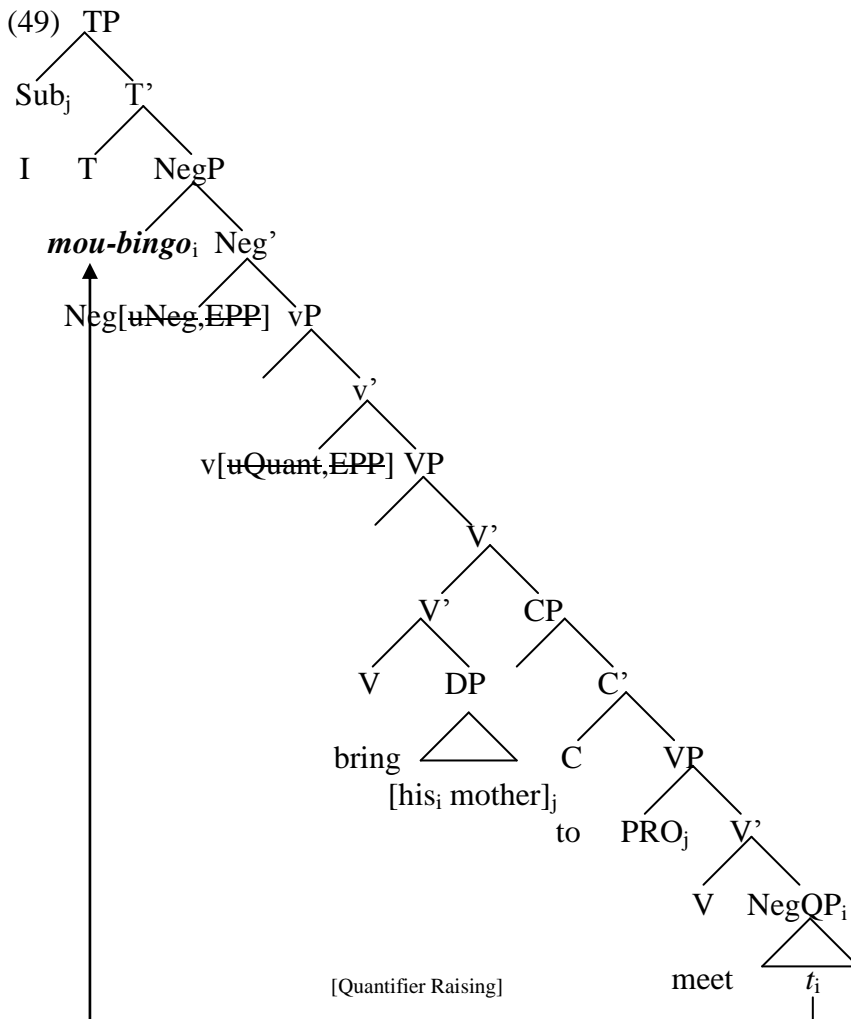 (49) TP
Subj T’
I T NegP
mou-bingoi Neg’
Neg[uNeg,EPP] vP
v’
v[uQuant,EPP] VP
V’
V’ CP
V DP C’
bring C VP
[hisi mother]j
to PROj V’
V NegQPi
[Quantifier Raising] meet ti